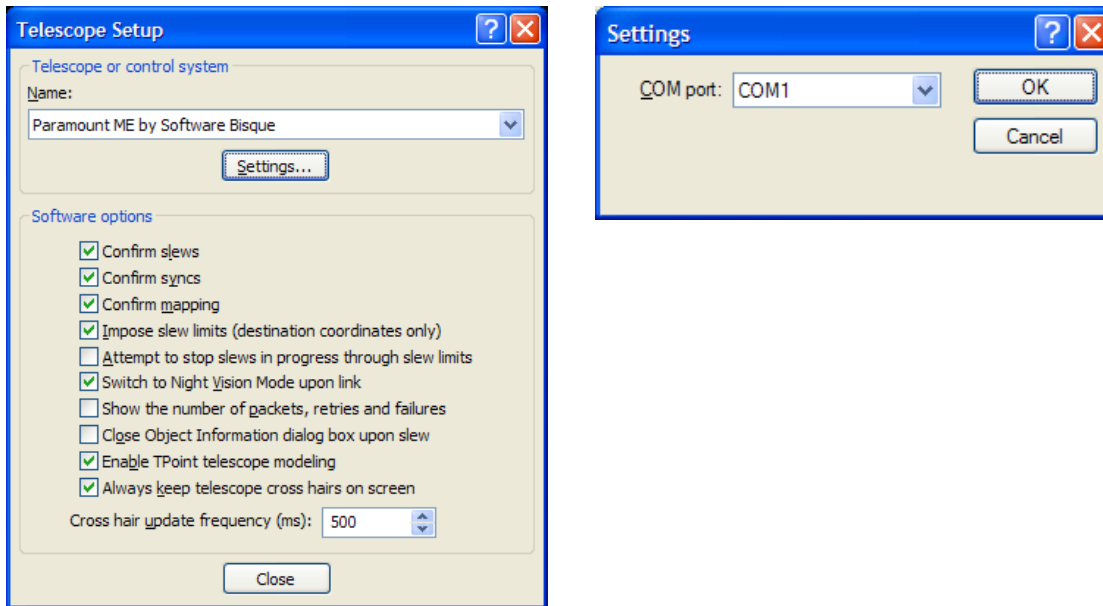 Telescope Setup
Telescope or control system
Name:
Paramount ME by Software Bisque
Settings...
Software options
Confirm slews
Confirm syncs
Confirm mapping
Impose slew limits (destination coordinates only)
Attempt to stop slews in progress through slew limits
Switch to Night Vision Mode upon link
Show the number of packets, retries and failures
Close Object Information dialog box upon slew
Enable TPoint telescope modeling
Always keep telescope cross hairs on screen
Cross hair update frequency (ms): 500
Close
Settings
COM port: COM1
OK
Cancel